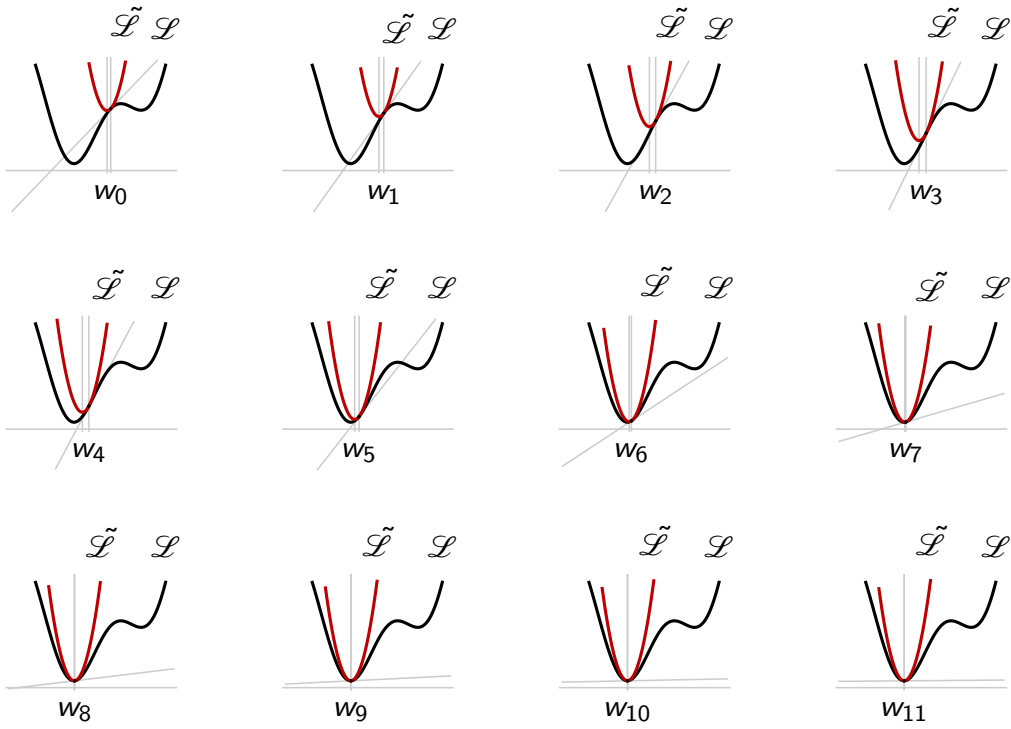 ℒ̃ ℒ ℒ̃ ℒ ℒ̃ ℒ ℒ̃ ℒ
w₀ w₁ w₂ w₃
ℒ̃ ℒ ℒ̃ ℒ ℒ̃ ℒ ℒ̃ ℒ
w₄ w₅ w₆ w₇
ℒ̃ ℒ ℒ̃ ℒ ℒ̃ ℒ ℒ̃ ℒ
w₈ w₉ w₁₀ w₁₁